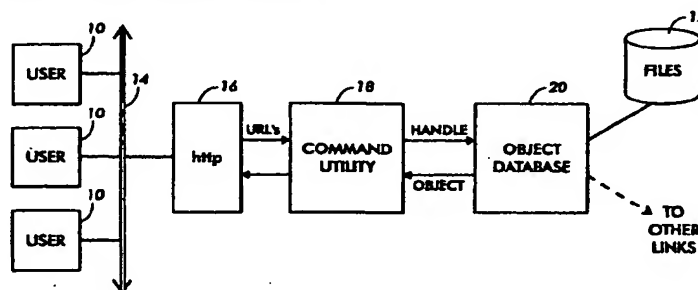 10
USER
10
USER
10
USER
14
16
http
URL's
18
COMMAND
UTILITY
HANDLE
OBJECT
20
OBJECT
DATABASE
FILES
TO
OTHER
LINKS